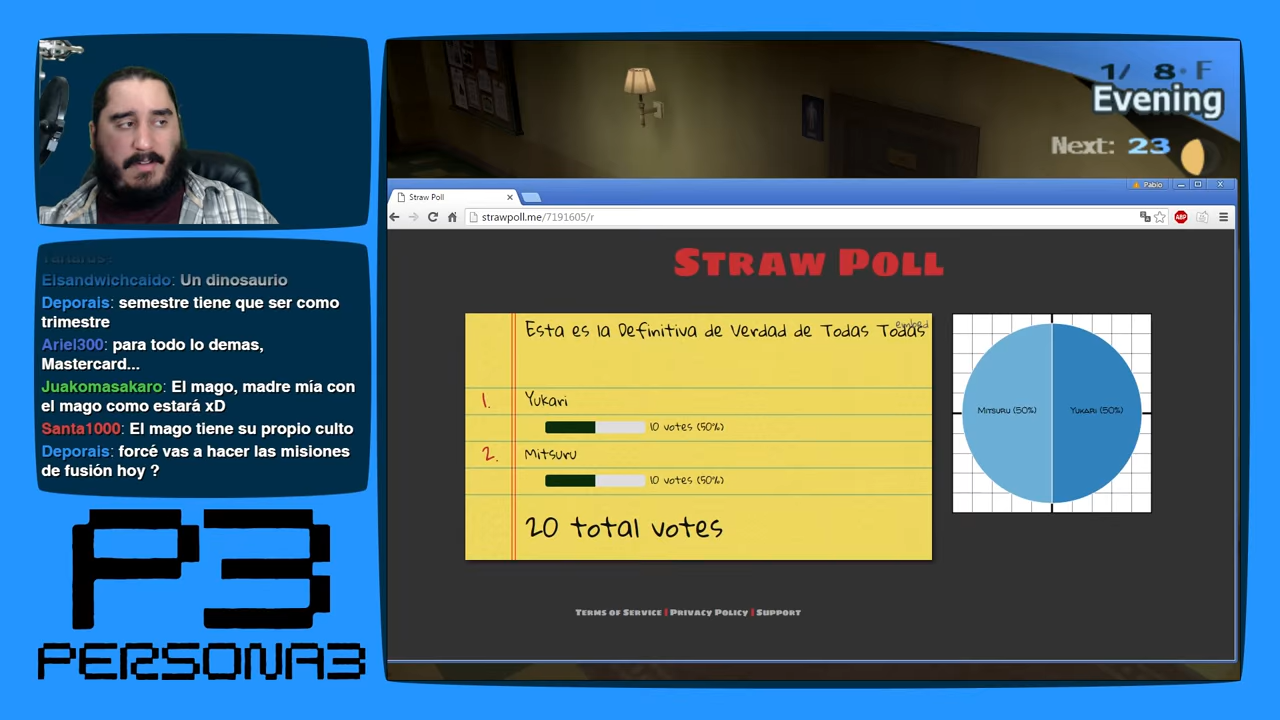 1/ 8·F
Evening
Next: 23
Pablo
Straw Poll
strawpoll.me/7191605/r
ABP
Straw Poll
embed
Esta es la Definitiva de Verdad de Todas Todas
1. Yukari
10 votes (50%)
2. Mitsuru
10 votes (50%)
20 total votes
Mitsuru (50%)
Yukari (50%)
Terms of Service | Privacy Policy | Support
Elsandwichcaido: Un dinosaurio
Deporais: semestre tiene que ser como
trimestre
Ariel300: para todo lo demas,
Mastercard...
Juakomasakaro: El mago, madre mía con
el mago como estará xD
Santa1000: El mago tiene su propio culto
Deporais: forcé vas a hacer las misiones
de fusión hoy ?
P3
PERSONA3